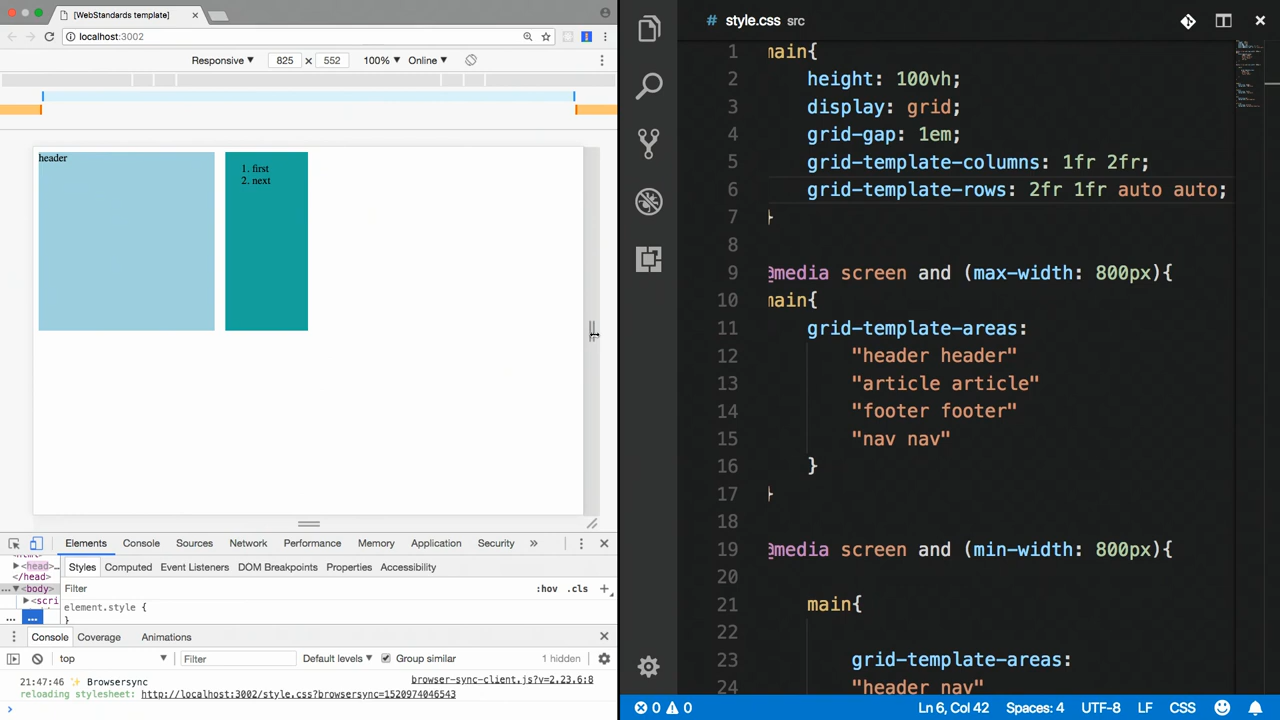 [WebStandards template]
localhost:3002
Responsive ▼ 825 × 552 100% ▼ Online ▼
header
1. first
2. next
Elements Console Sources Network Performance Memory Application Security »
<head>
</head>
<body>
<scri
... ...
Styles Computed Event Listeners DOM Breakpoints Properties Accessibility
Filter :hov .cls +
element.style {
}
Console Coverage Animations
top ▼ Filter Default levels ▼ Group similar 1 hidden
21:47:46 ✨ Browsersync browser-sync-client.js?v=2.23.6:8
reloading stylesheet: http://localhost:3002/style.css?browsersync=1520974046543
>
# style.css src
1 main{
2 height: 100vh;
3 display: grid;
4 grid-gap: 1em;
5 grid-template-columns: 1fr 2fr;
6 grid-template-rows: 2fr 1fr auto auto;
7 }
8
9 @media screen and (max-width: 800px){
10 main{
11 grid-template-areas:
12 "header header"
13 "article article"
14 "footer footer"
15 "nav nav"
16 }
17 }
18
19 @media screen and (min-width: 800px){
20
21 main{
22
23 grid-template-areas:
24 "header nav"
0 0 Ln 6, Col 42 Spaces: 4 UTF-8 LF CSS